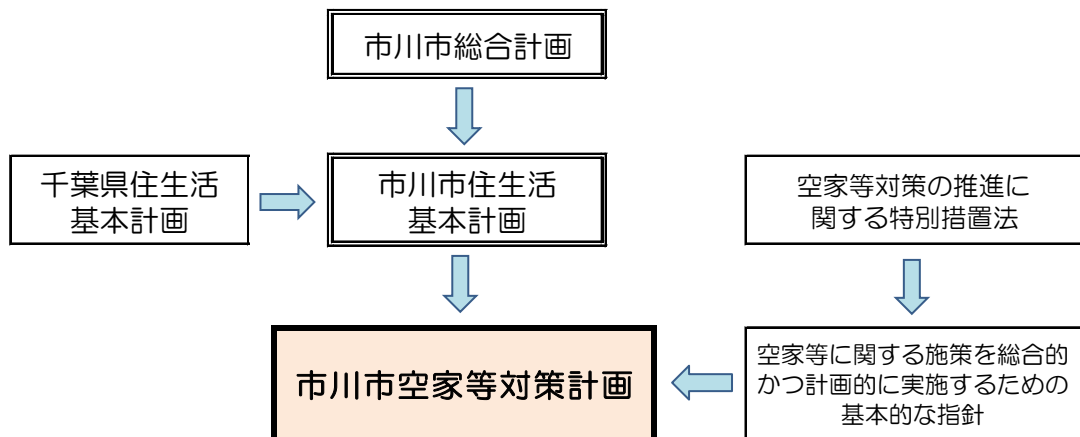 市川市総合計画
千葉県住生活
基本計画
市川市住生活
基本計画
空家等対策の推進に
関する特別措置法
市川市空家等対策計画
空家等に関する施策を総合的
かつ計画的に実施するための
基本的な指針